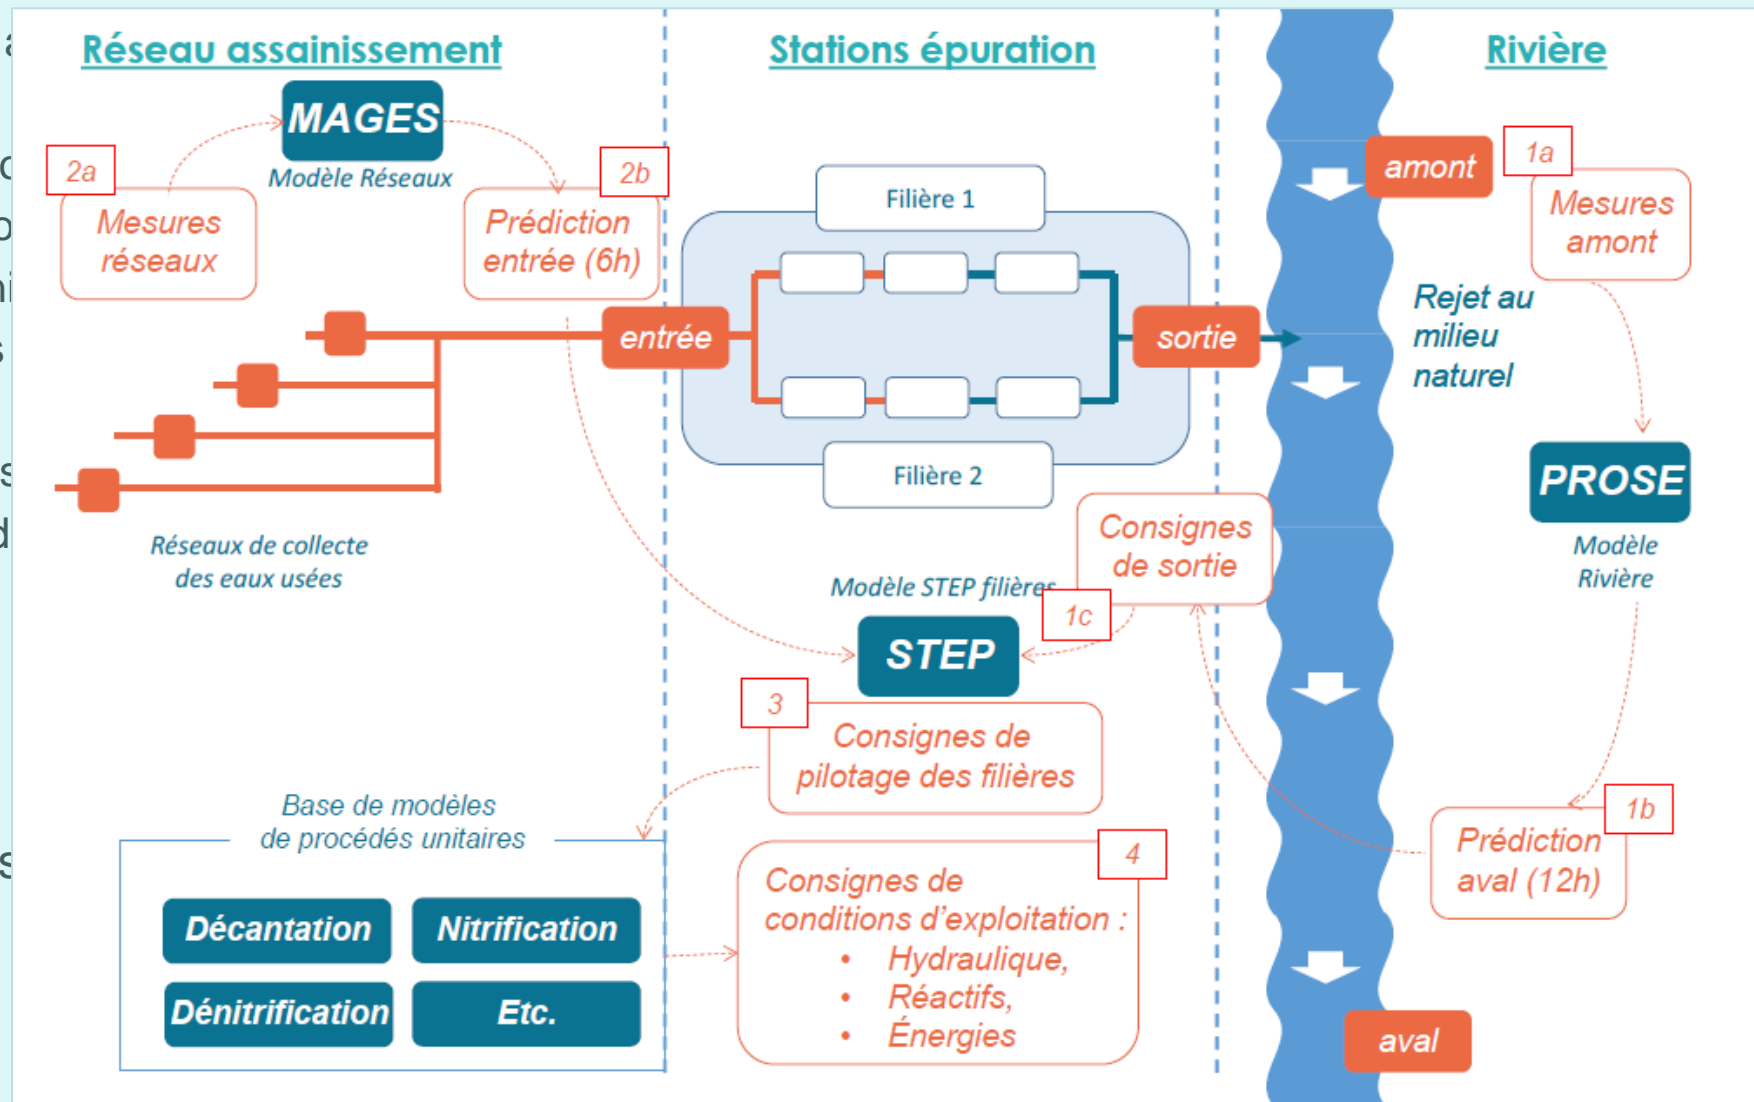 Réseau assainissement
MAGES
Modèle Réseaux
2a
Mesures
réseaux
2b
Prédiction
entrée (6h)
entrée
Réseaux de collecte
des eaux usées
Stations épuration
Filière 1
Filière 2
sortie
Rivière
amont
1a
Mesures
amont
Rejet au
milieu
naturel
PROSE
Modèle
Rivière
1b
Prédiction
aval (12h)
aval
Consignes
de sortie
1c
Modèle STEP filières
STEP
3
Consignes de
pilotage des filières
Base de modèles
de procédés unitaires
Décantation
Nitrification
Dénitrification
Etc.
4
Consignes de
conditions d'exploitation :
• Hydraulique,
• Réactifs,
• Énergies